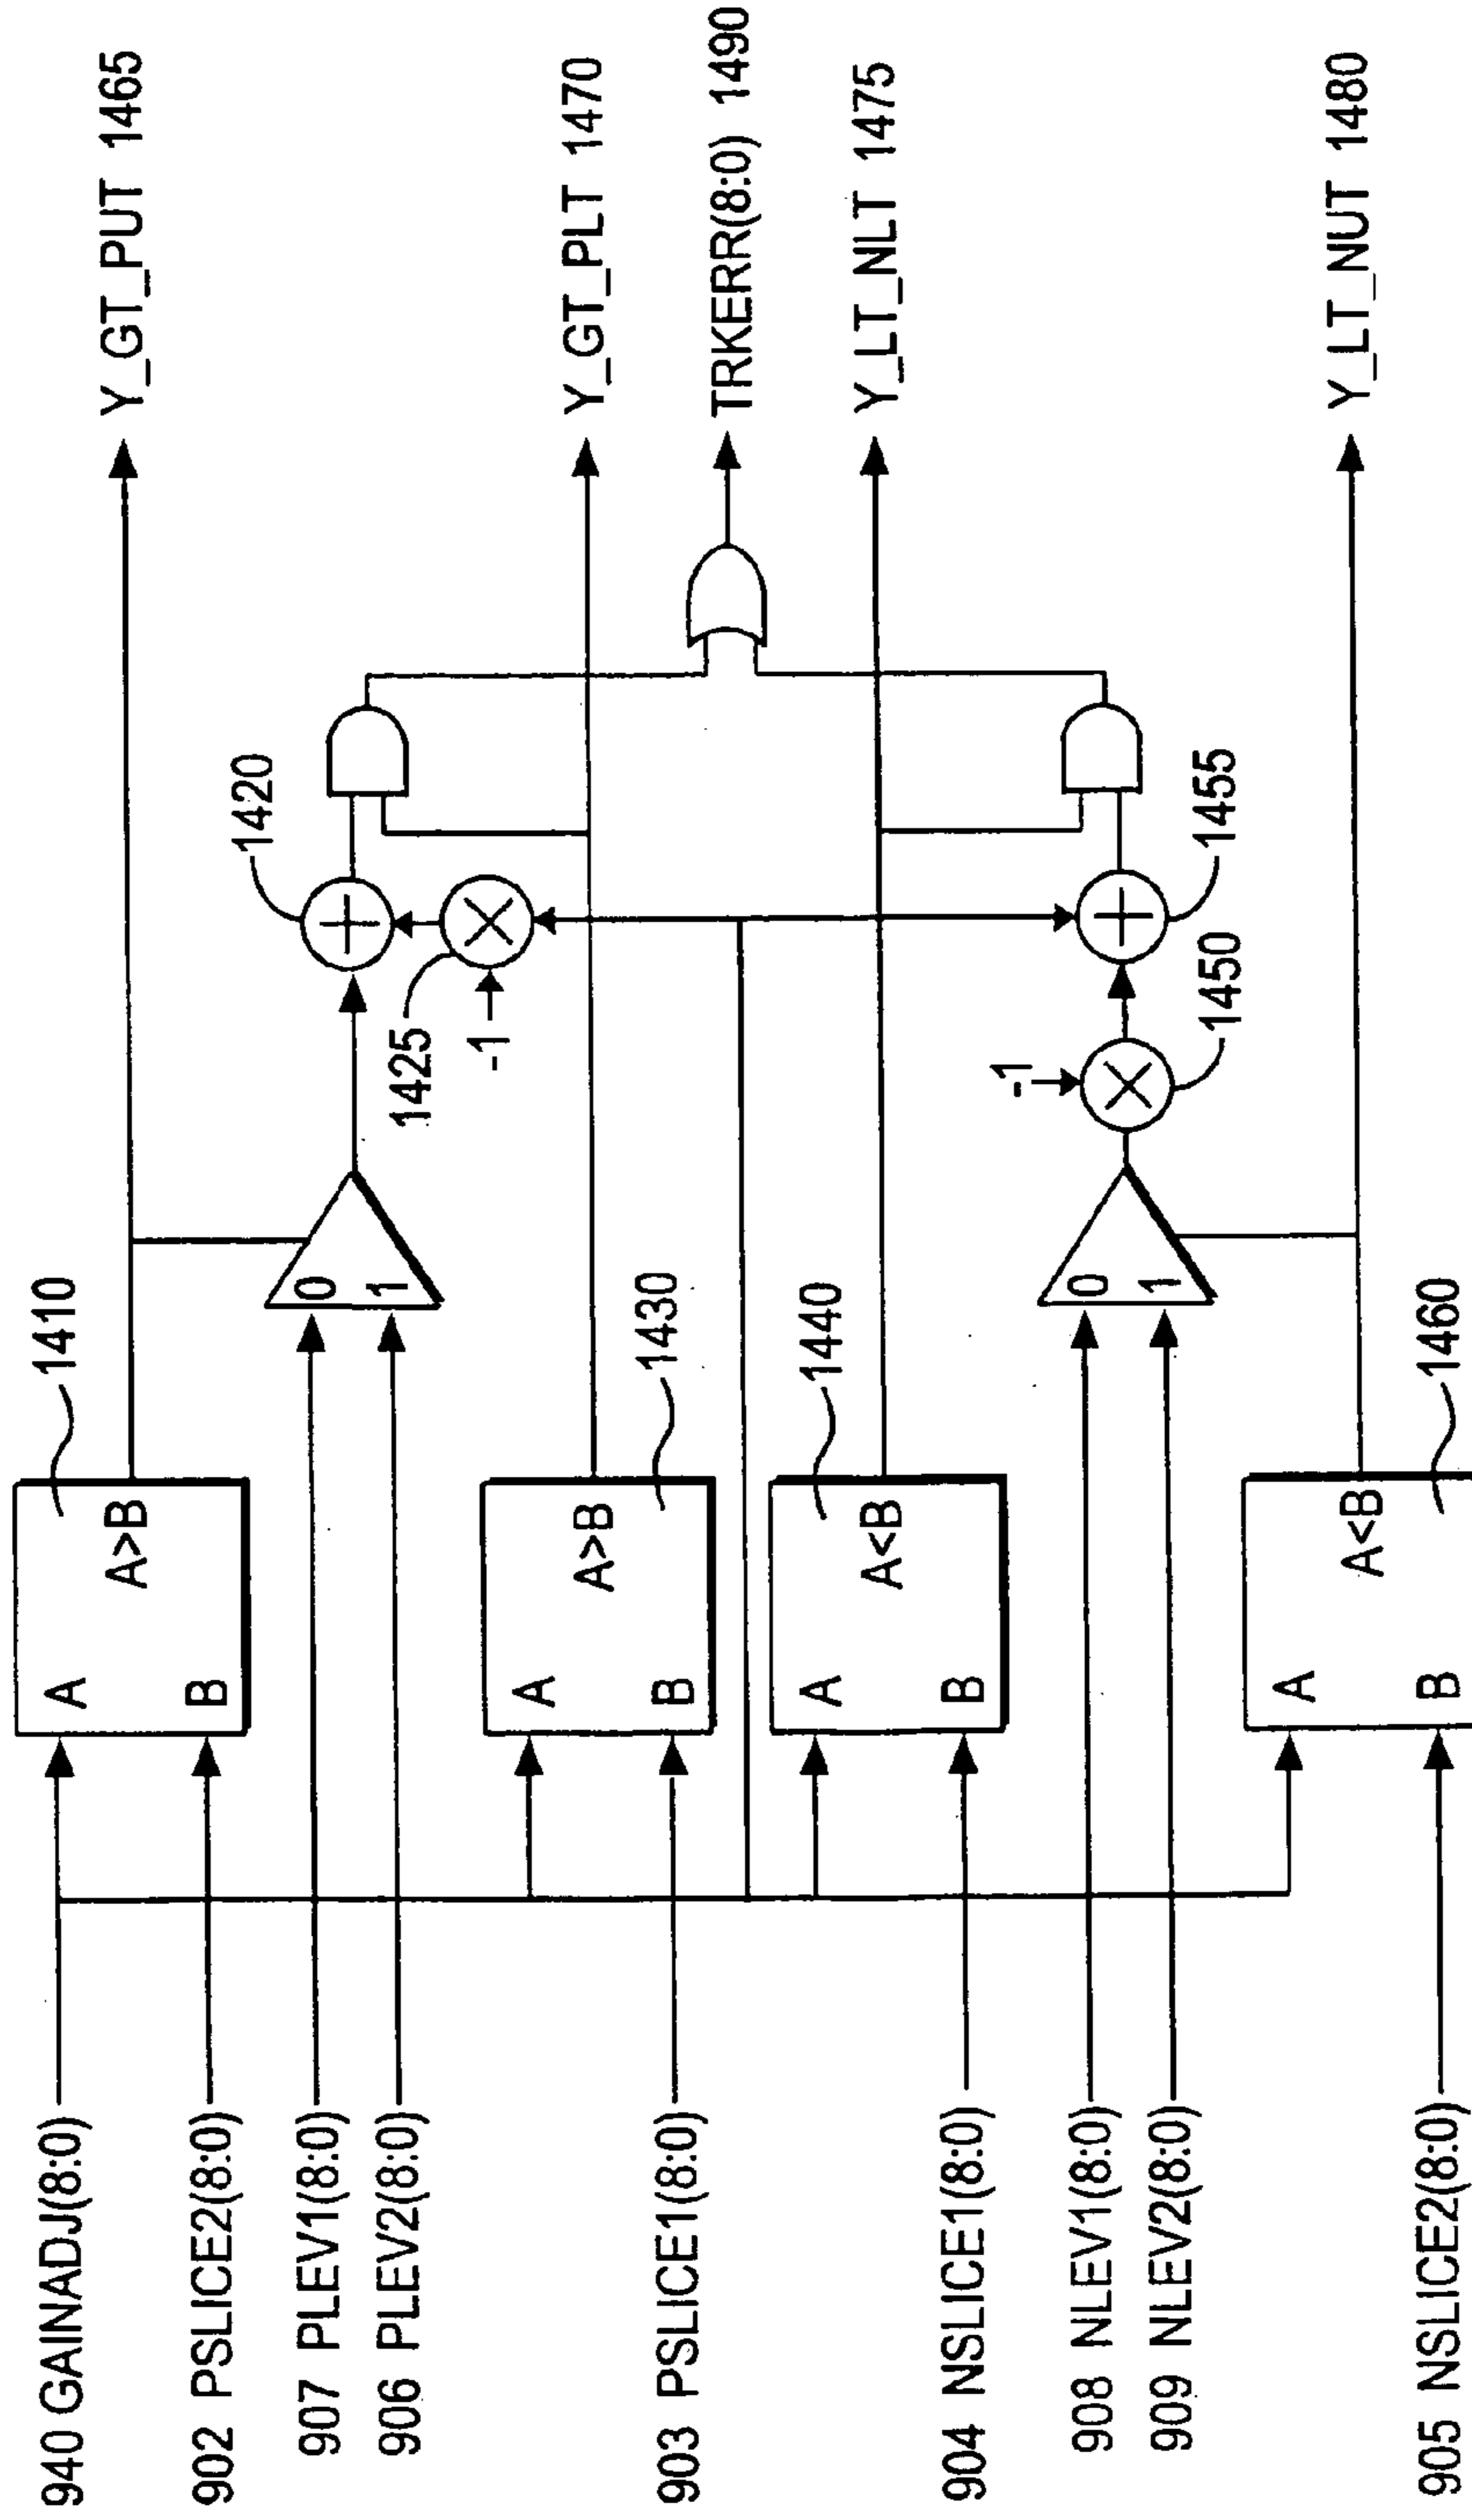 940 GAINADJ(8:0)
902 PSLICE2(8:0)
907 PLEV1(8:0)
906 PLEV2(8:0)
903 PSLICE1(8:0)
904 NSLICE1(8:0)
908 NLEV1(8:0)
909 NLEV2(8:0)
905 NSLICE2(8:0)
A
B
A>B
1410
0
1
A
B
A>B
1430
A
B
A<B
1440
0
1
A
B
A<B
1460
1425
-1
1420
-1
1450
1455
Y_GT_PUT 1465
Y_GT_PLT 1470
TRKERR(8:0) 1490
Y_LT_NLT 1475
Y_LT_NUT 1480